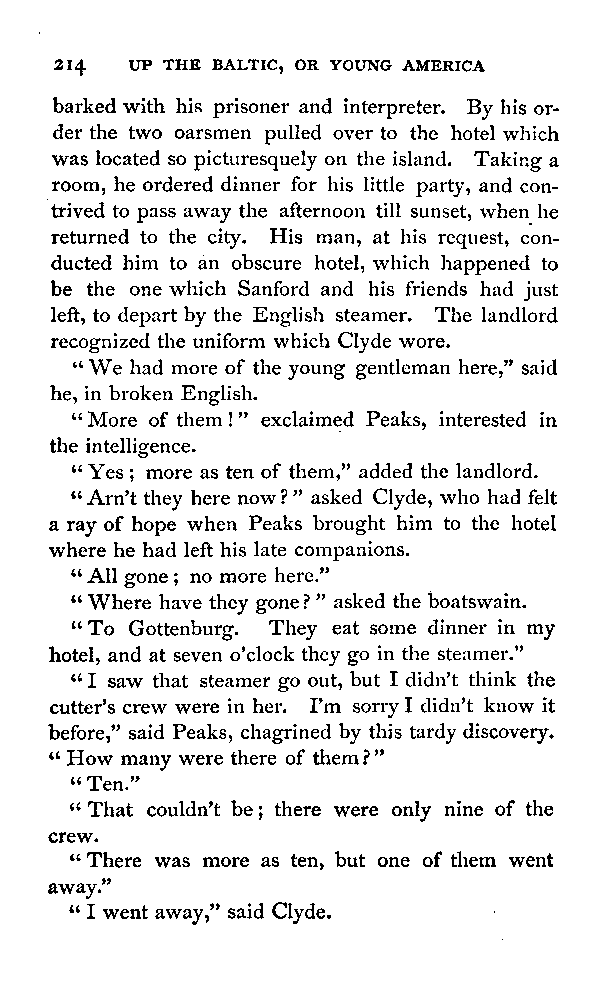 214 UP THE BALTIC, OR YOUNG AMERICA
barked with his prisoner and interpreter. By his or-
der the two oarsmen pulled over to the hotel which
was located so picturesquely on the island. Taking a
room, he ordered dinner for his little party, and con-
trived to pass away the afternoon till sunset, when he
returned to the city. His man, at his request, con-
ducted him to an obscure hotel, which happened to
be the one which Sanford and his friends had just
left, to depart by the English steamer. The landlord
recognized the uniform which Clyde wore.
"We had more of the young gentleman here," said
he, in broken English.
"More of them!" exclaimed Peaks, interested in
the intelligence.
"Yes; more as ten of them," added the landlord.
"Arn't they here now?" asked Clyde, who had felt
a ray of hope when Peaks brought him to the hotel
where he had left his late companions.
"All gone; no more here."
"Where have they gone?" asked the boatswain.
"To Gottenburg. They eat some dinner in my
hotel, and at seven o'clock they go in the steamer."
"I saw that steamer go out, but I didn't think the
cutter's crew were in her. I'm sorry I didn't know it
before," said Peaks, chagrined by this tardy discovery.
"How many were there of them?"
"Ten."
"That couldn't be; there were only nine of the
crew.
"There was more as ten, but one of them went
away."
"I went away," said Clyde.